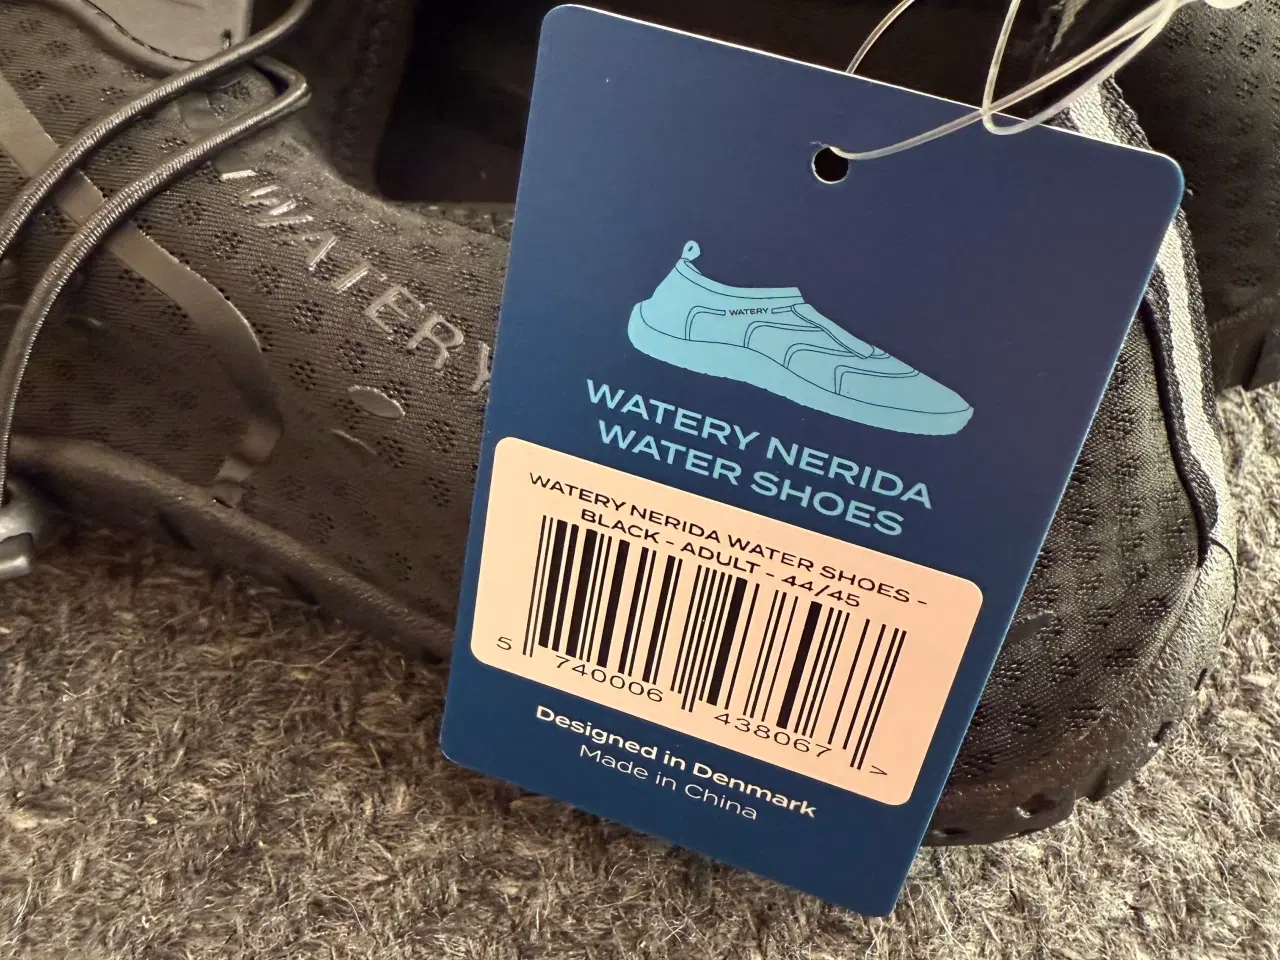 WATERY
WATERY
WATERY NERIDA
WATER SHOES
WATERY NERIDA WATER SHOES -
BLACK - ADULT - 44/45
5 740006 438067 >
Designed in Denmark
Made in China